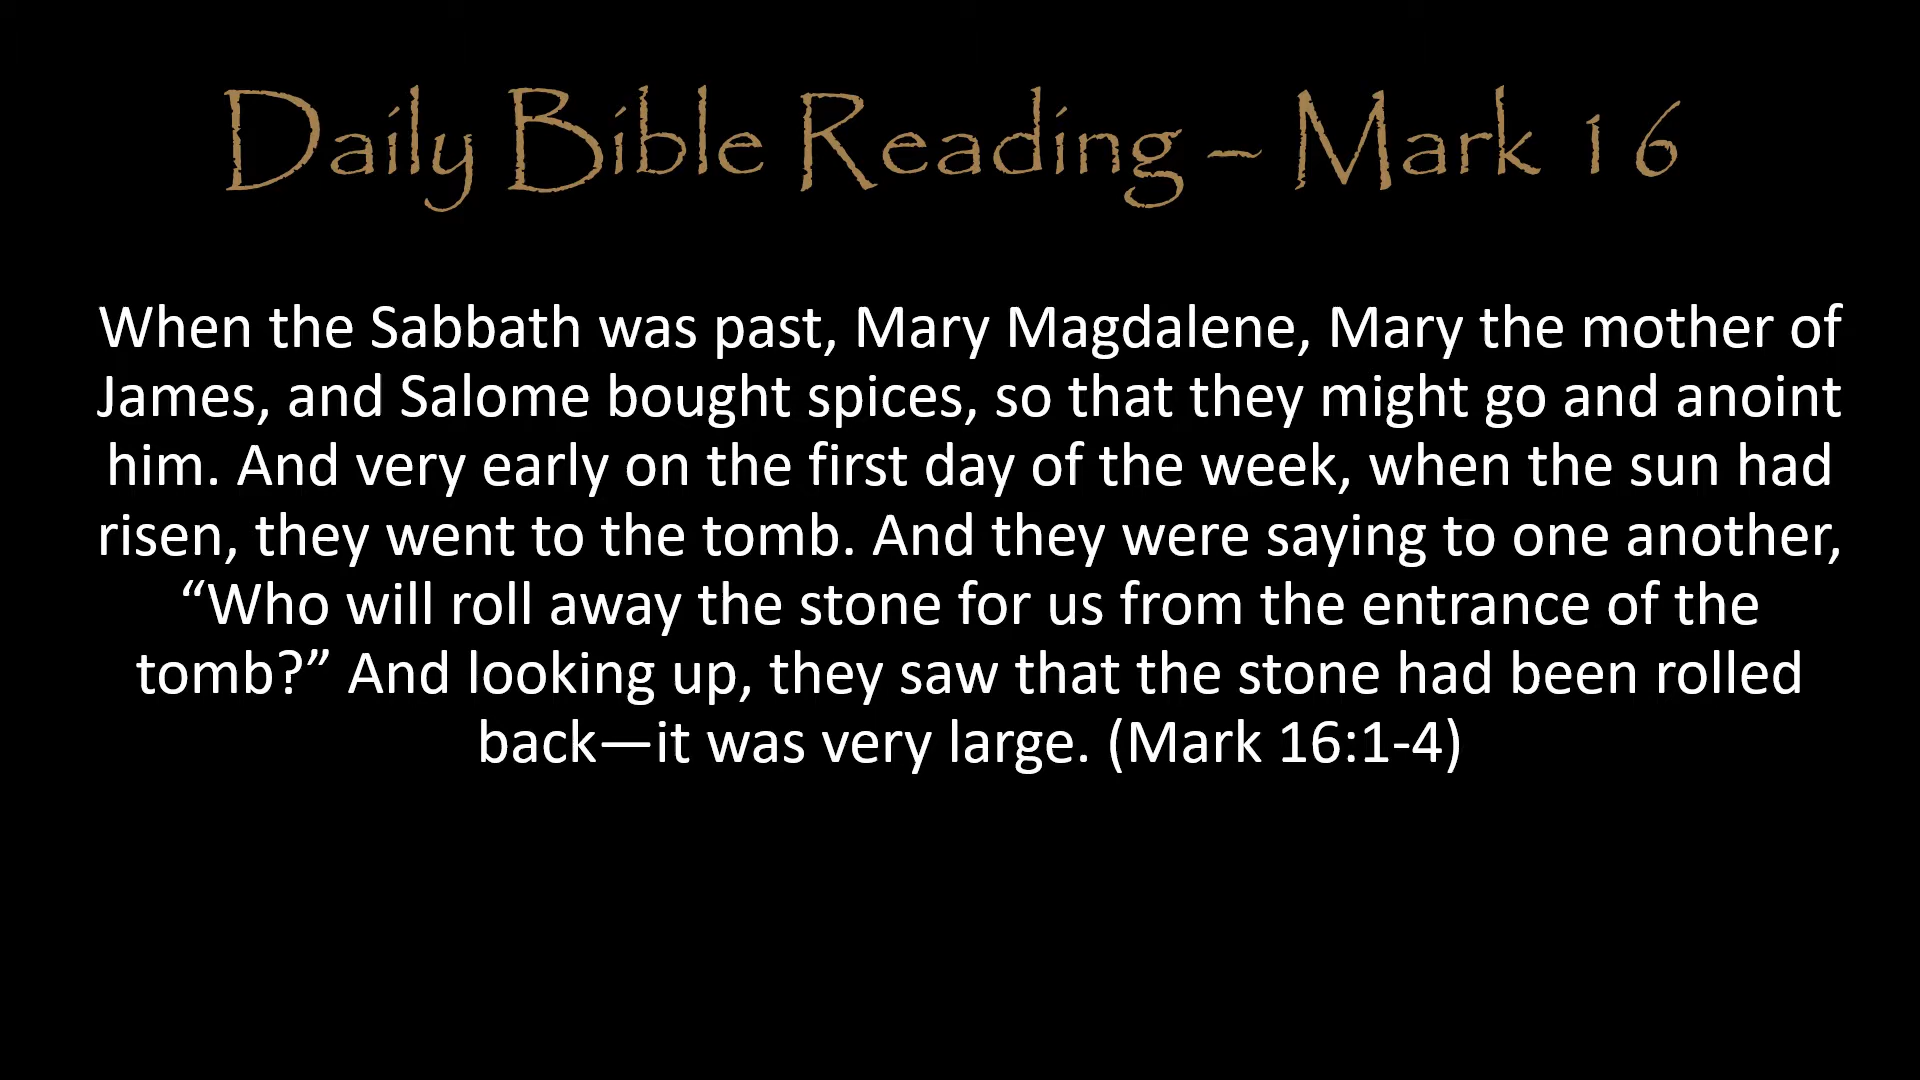 Daily Bible Reading – Mark 16
When the Sabbath was past, Mary Magdalene, Mary the mother of
James, and Salome bought spices, so that they might go and anoint
him. And very early on the first day of the week, when the sun had
risen, they went to the tomb. And they were saying to one another,
“Who will roll away the stone for us from the entrance of the
tomb?” And looking up, they saw that the stone had been rolled
back—it was very large. (Mark 16:1-4)